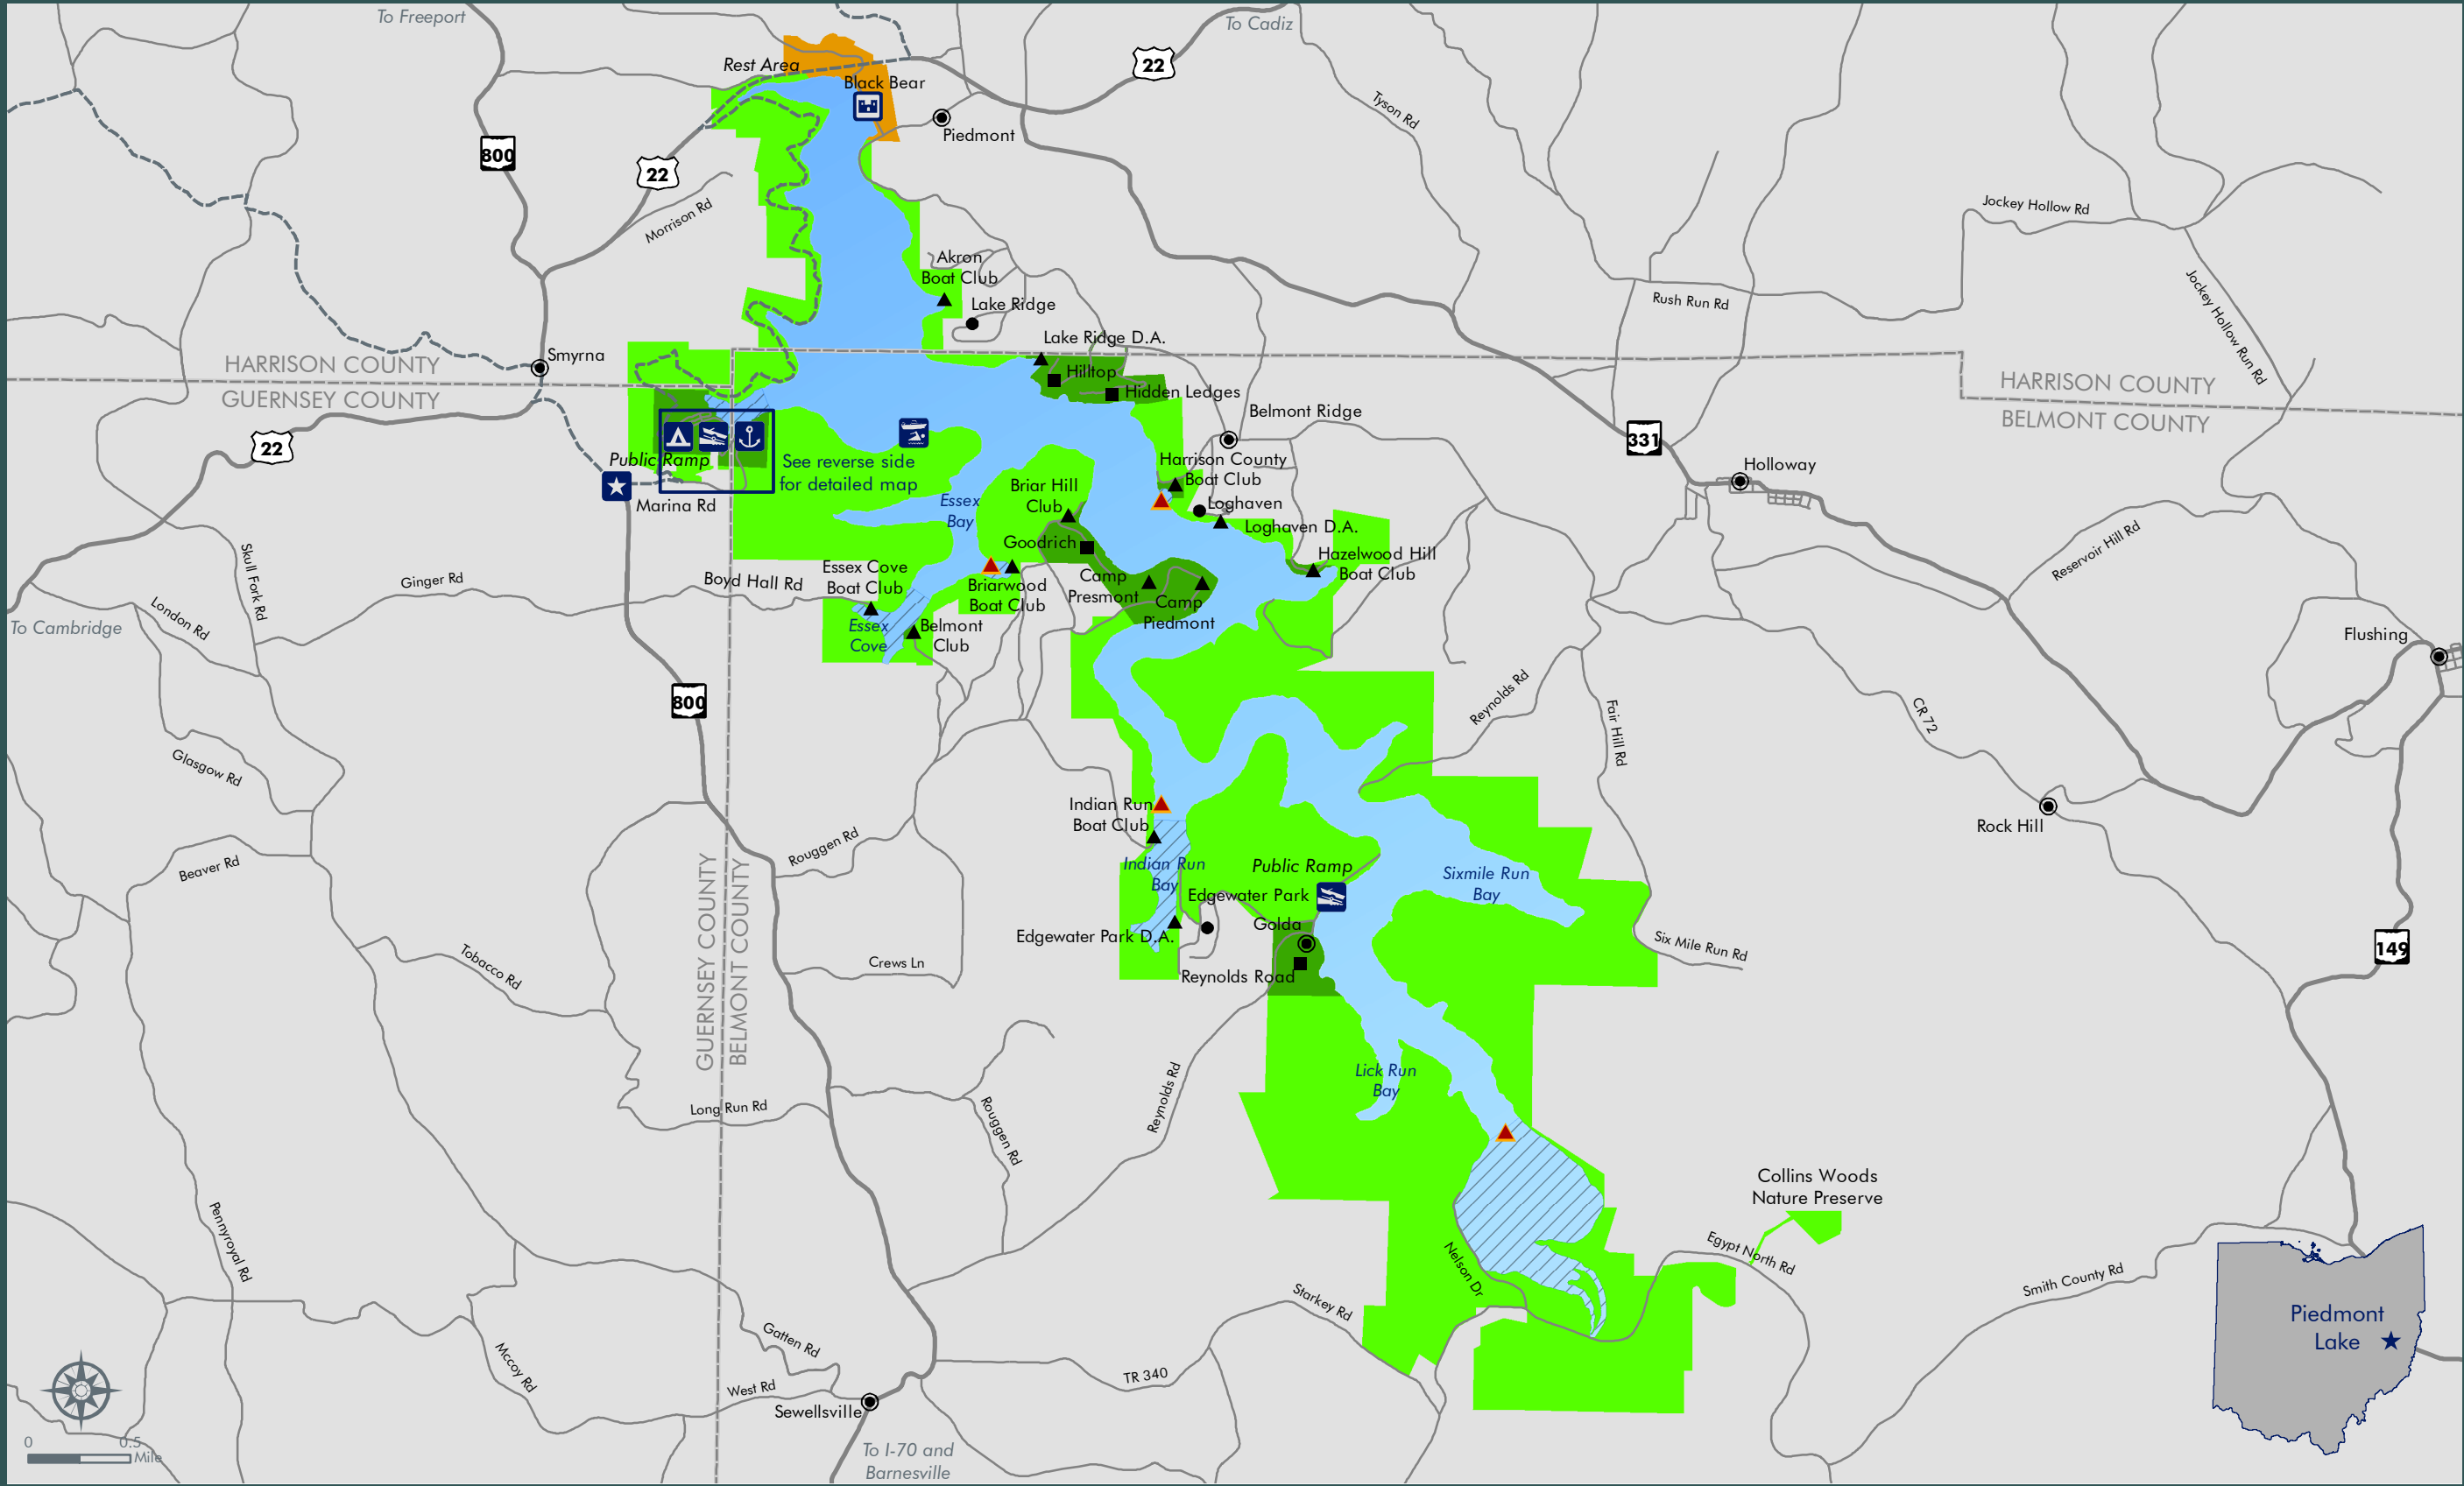 To Freeport
To Cadiz
Rest Area
22
Black Bear
Tyson Rd
800
Piedmont
22
Morrison Rd
Jockey Hollow Rd
Akron
Boat Club
Lake Ridge
Rush Run Rd
Jockey Hollow Run Rd
Lake Ridge D.A.
Smyrna
HARRISON COUNTY
GUERNSEY COUNTY
Hilltop
Hidden Ledges
HARRISON COUNTY
BELMONT COUNTY
Belmont Ridge
22
331
Public Ramp
See reverse side
for detailed map
Harrison County
Boat Club
Holloway
Marina Rd
Essex
Bay
Briar Hill
Club
Loghaven
Loghaven D.A.
Goodrich
Hazelwood Hill
Boat Club
Reservoir Hill Rd
Skull Fork Rd
Ginger Rd
Boyd Hall Rd
Essex Cove
Boat Club
Briarwood
Boat Club
Camp
Presmont
Camp
Piedmont
London Rd
To Cambridge
Essex
Cove
Belmont
Club
Flushing
800
Reynolds Rd
Fair Hill Rd
CR 72
Glasgow Rd
Indian Run
Boat Club
Rock Hill
Rouggen Rd
Beaver Rd
Indian Run
Bay
Public Ramp
Edgewater Park
Sixmile Run
Bay
Golda
Edgewater Park D.A.
Six Mile Run Rd
149
Tobacco Rd
Crews Ln
Reynolds Road
GUERNSEY COUNTY
BELMONT COUNTY
Lick Run
Bay
Long Run Rd
Rouggen Rd
Reynolds Rd
Collins Woods
Nature Preserve
Pennyroyal Rd
Nelson Dr
Egypt North Rd
Smith County Rd
Starkey Rd
Piedmont
Lake
Gatten Rd
Mccoy Rd
TR 340
West Rd
Sewellsville
0 0.5
Mile
To I-70 and
Barnesville